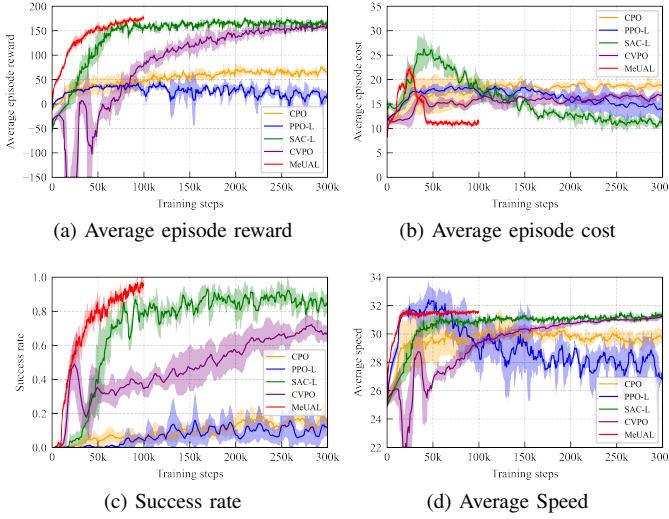 200
150
100
50
0
−50
−100
−150
0
50k
100k
150k
200k
250k
300k
Average episode reward
Training steps
CPO
PPO-L
SAC-L
CVPO
MeUAL
(a) Average episode reward
35
30
25
20
15
10
5
0
0
50k
100k
150k
200k
250k
300k
Average episode cost
Training steps
CPO
PPO-L
SAC-L
CVPO
MeUAL
(b) Average episode cost
1.0
0.8
0.6
0.4
0.2
0.0
0
50k
100k
150k
200k
250k
300k
Success rate
Training steps
CPO
PPO-L
SAC-L
CVPO
MeUAL
(c) Success rate
34
32
30
28
26
24
22
0
50k
100k
150k
200k
250k
300k
Average speed
Training steps
CPO
PPO-L
SAC-L
CVPO
MeUAL
(d) Average Speed